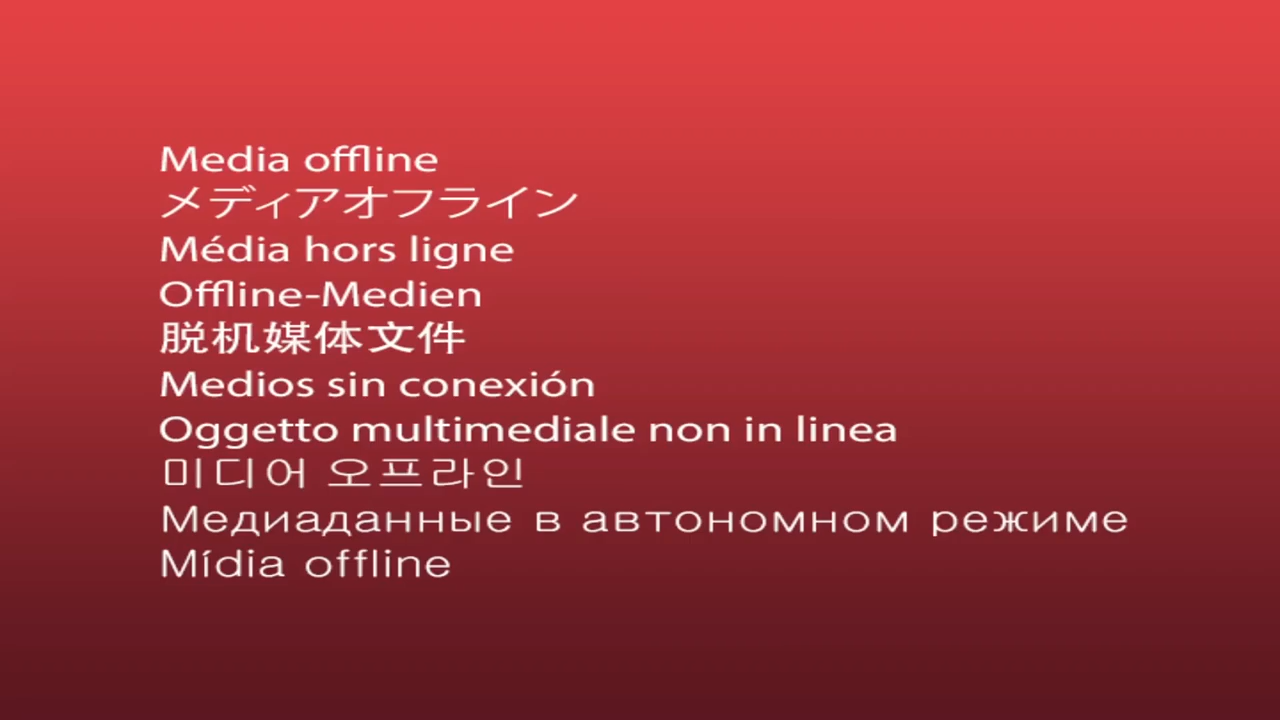 Media offline
メディアオフライン
Média hors ligne
Offline-Medien
脱机媒体文件
Medios sin conexión
Oggetto multimediale non in linea
미디어 오프라인
Медиаданные в автономном режиме
Mídia offline